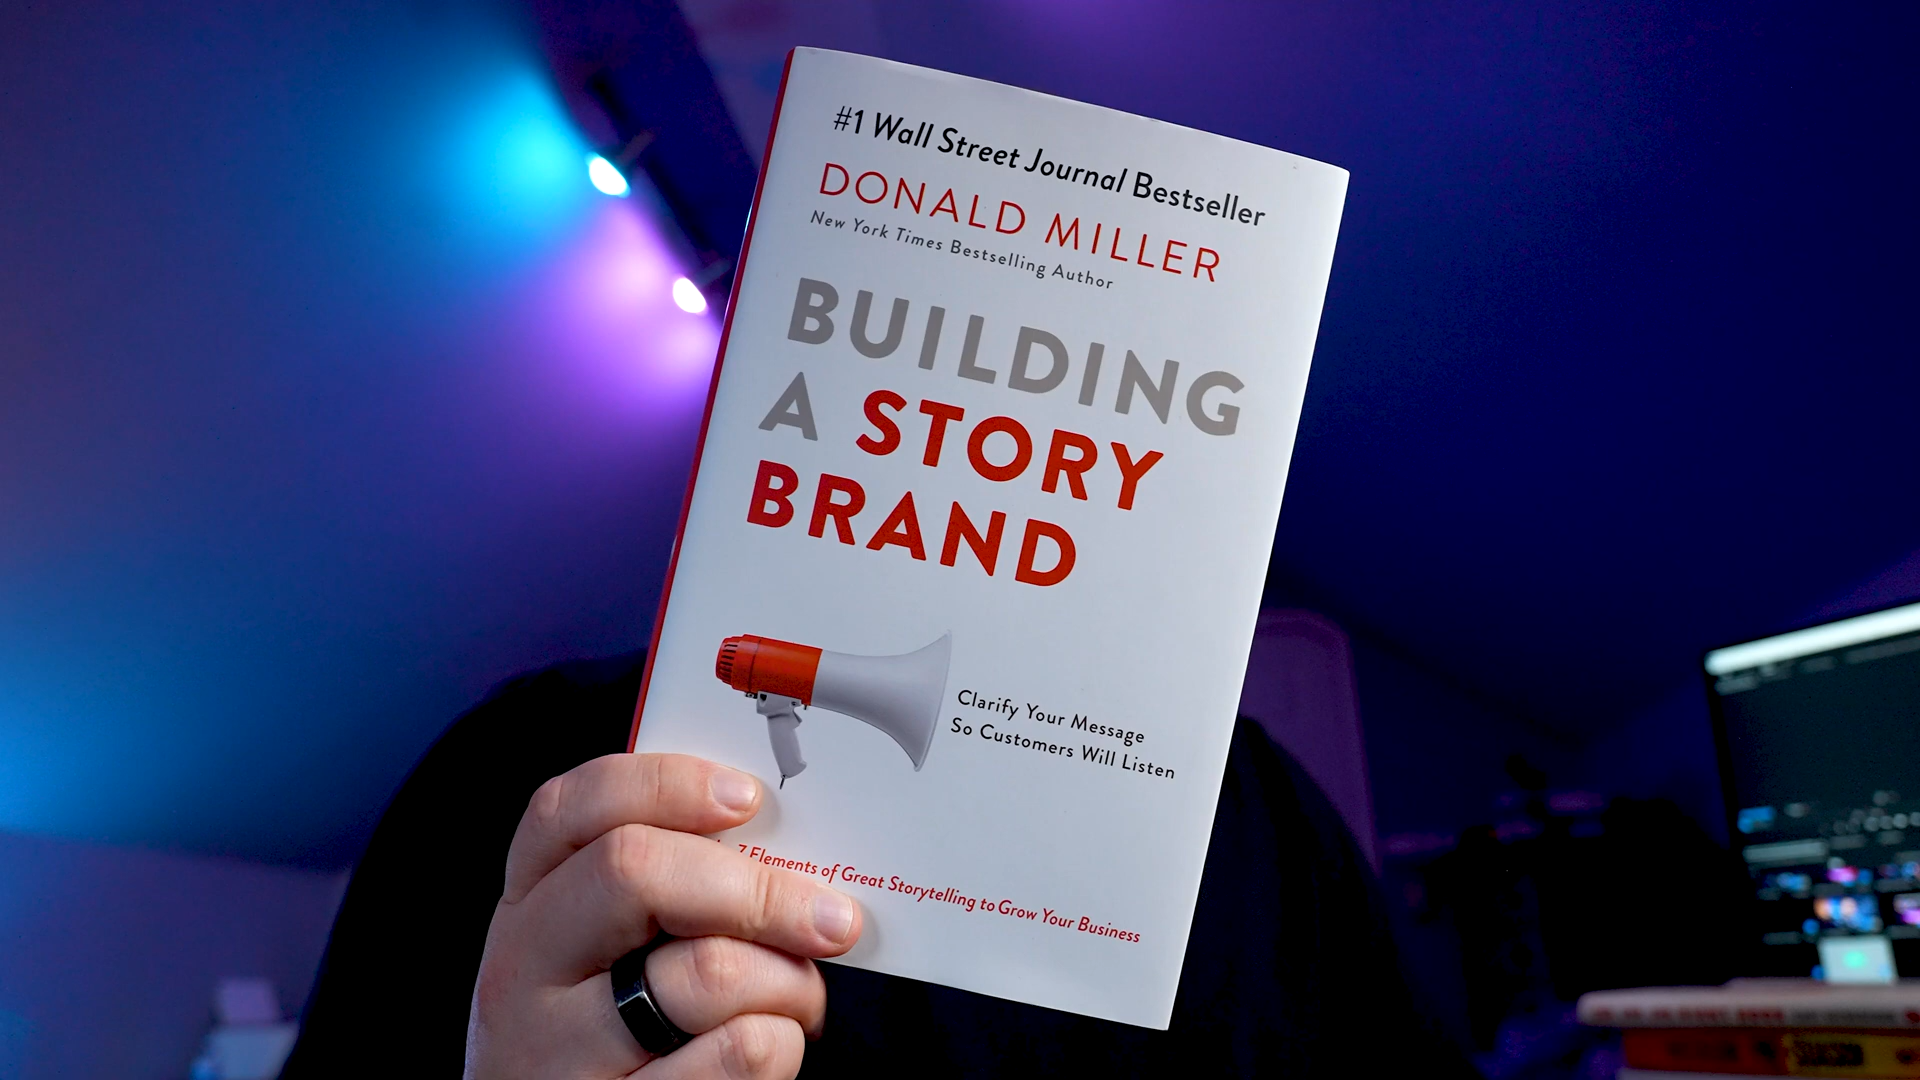 #1 Wall Street Journal Bestseller
DONALD MILLER
New York Times Bestselling Author
BUILDING
A STORY
BRAND
Clarify Your Message
So Customers Will Listen
7 Elements of Great Storytelling to Grow Your Business